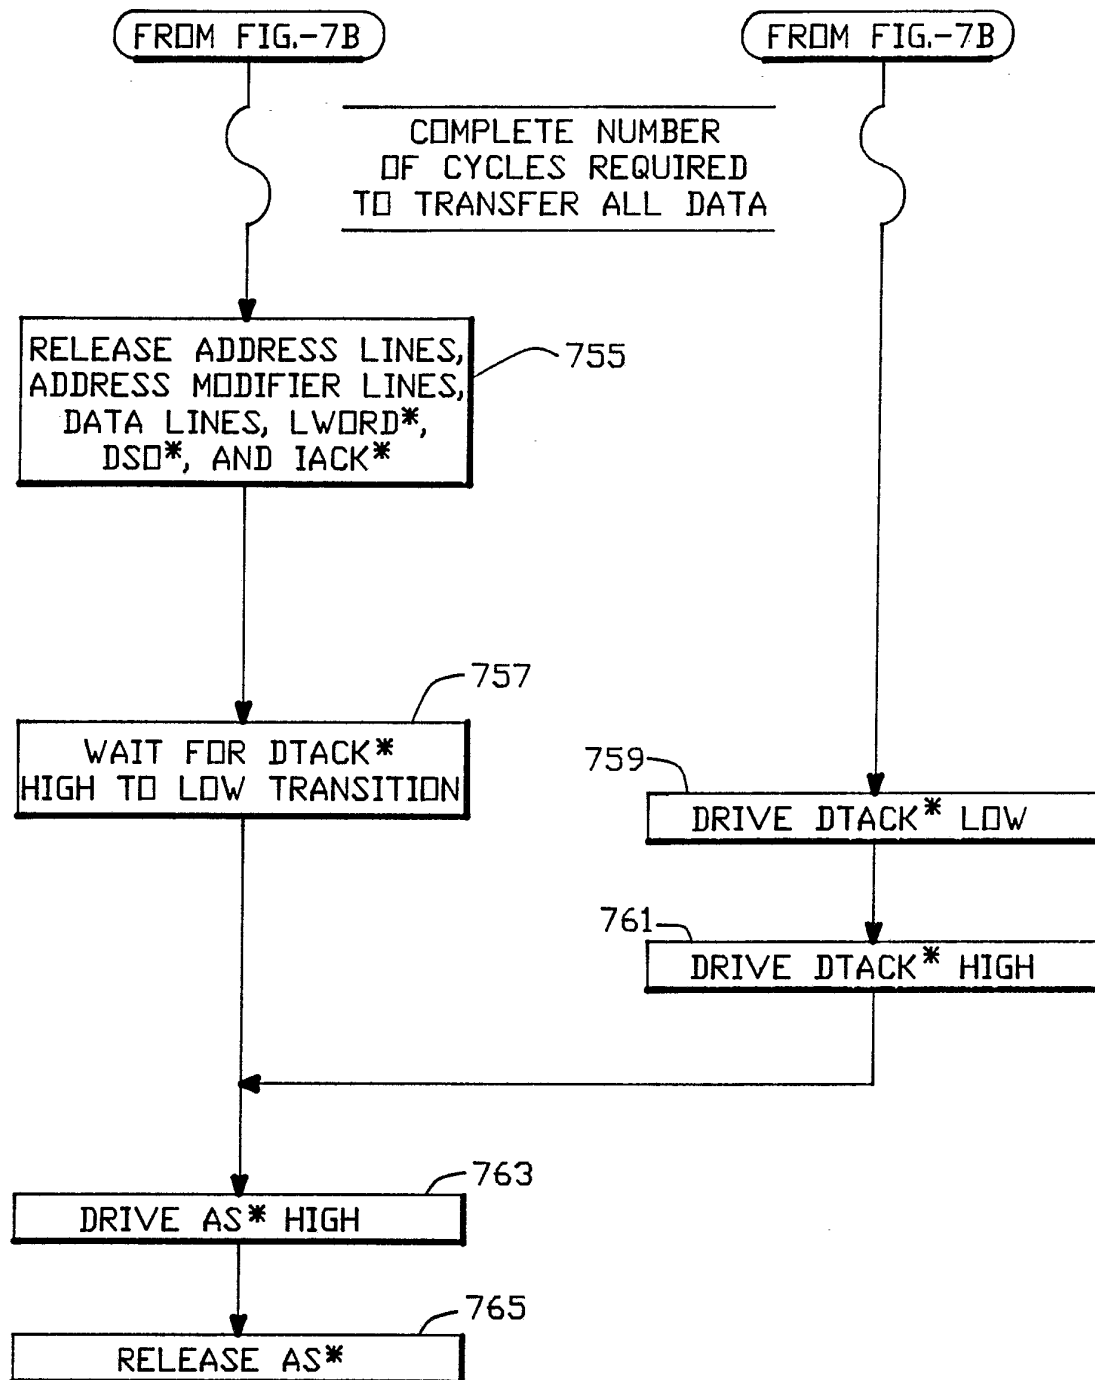 FROM FIG.-7B
FROM FIG.-7B
COMPLETE NUMBER
OF CYCLES REQUIRED
TO TRANSFER ALL DATA
RELEASE ADDRESS LINES,
ADDRESS MODIFIER LINES,
DATA LINES, LWORD*,
DSO*, AND IACK*
755
757
WAIT FOR DTACK*
HIGH TO LOW TRANSITION
759
DRIVE DTACK* LOW
761
DRIVE DTACK* HIGH
763
DRIVE AS* HIGH
765
RELEASE AS*